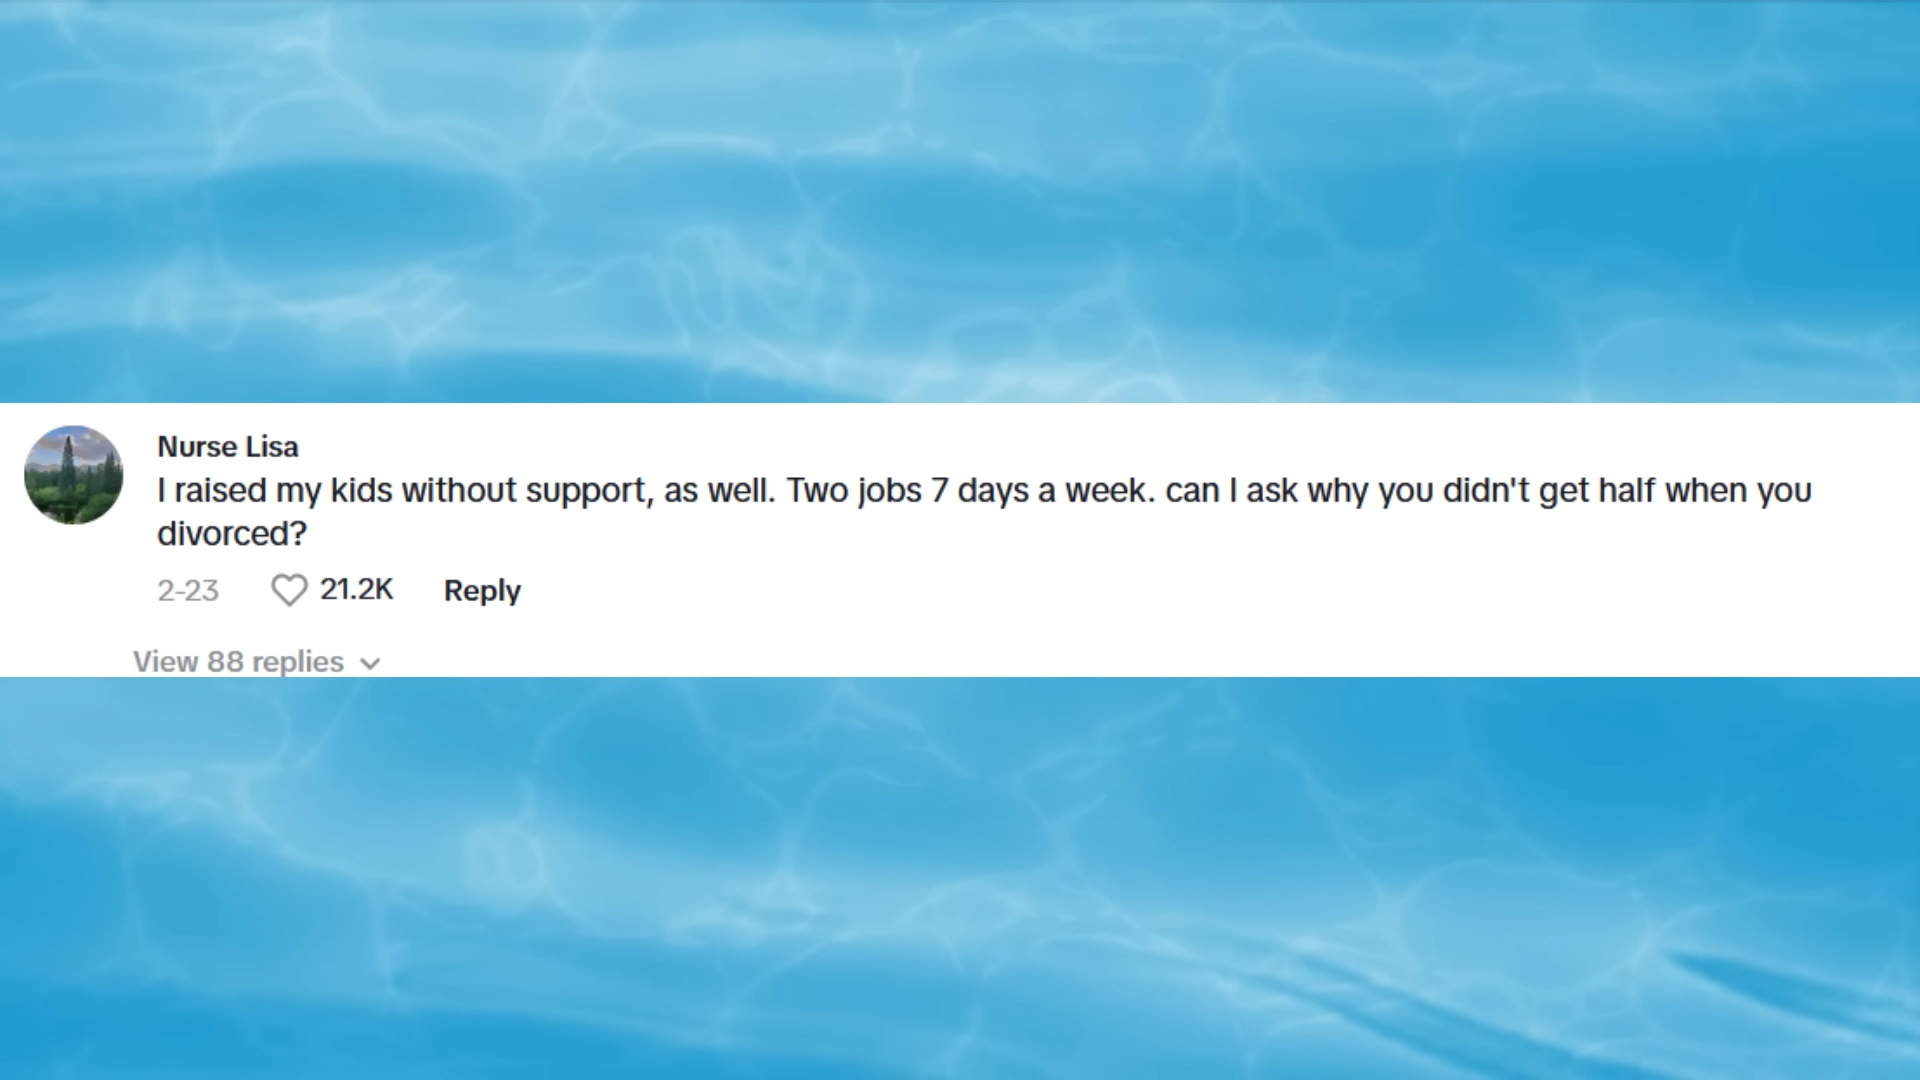 Nurse Lisa
I raised my kids without support, as well. Two jobs 7 days a week. can I ask why you didn't get half when you
divorced?
2-23 21.2K Reply
View 88 replies